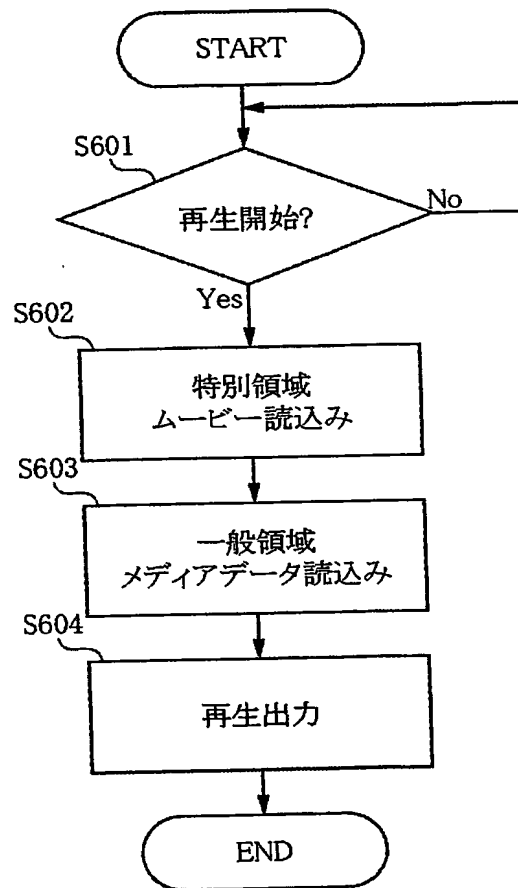 START
S601
再生開始?
No
Yes
S602
特別領域
ムービー読込み
S603
一般領域
メディアデータ読込み
S604
再生出力
END